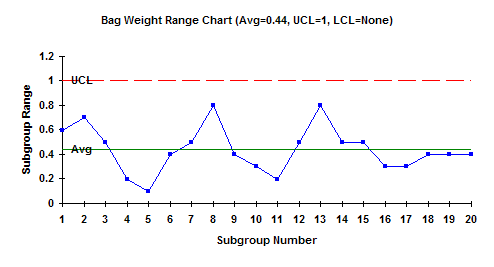 Bag Weight Range Chart (Avg=0.44, UCL=1, LCL=None)
1.2
1
0.8
0.6
0.4
0.2
0
UCL
Avg
Subgroup Range
1 2 3 4 5 6 7 8 9 10 11 12 13 14 15 16 17 18 19 20
Subgroup Number